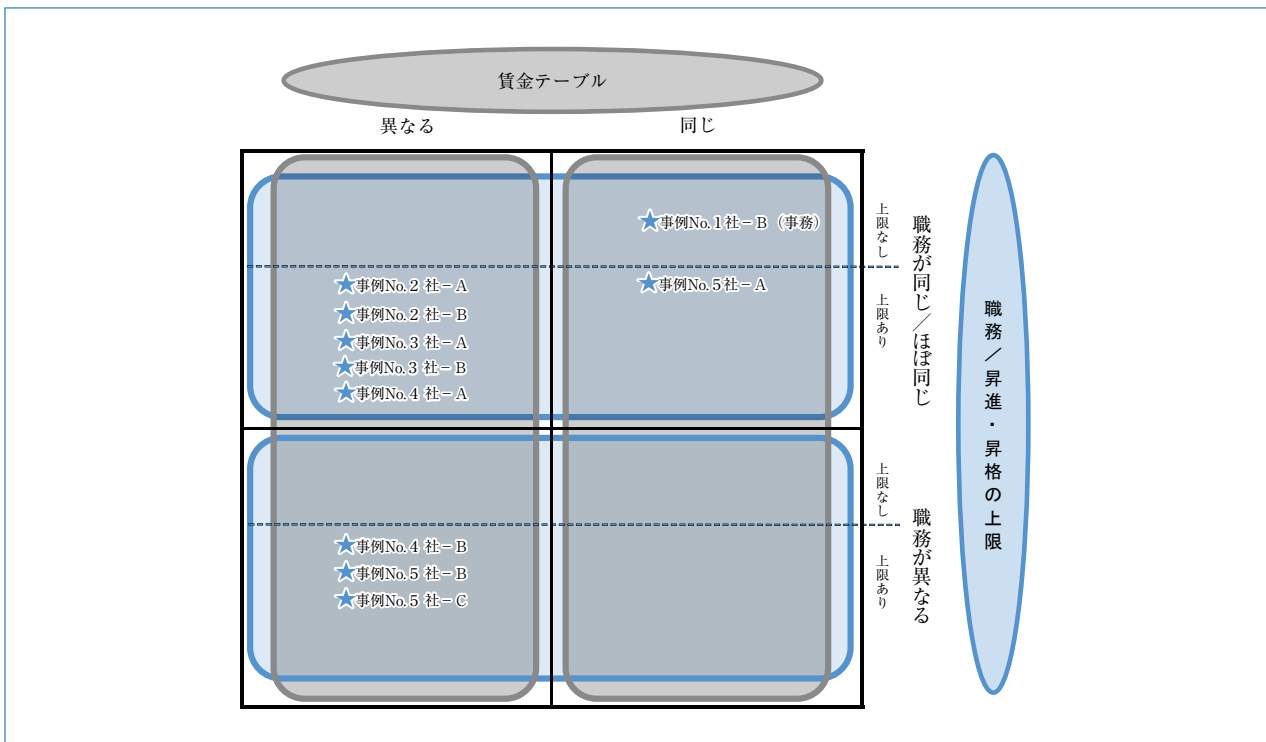 賃金テーブル
異なる
同じ
★事例No.1社－B（事務）
★事例No.5社－A
★事例No.2 社－A
★事例No.2 社－B
★事例No.3 社－A
★事例No.3 社－B
★事例No.4 社－A
上限なし
上限あり
職務が同じ／ほぼ同じ
★事例No.4 社－B
★事例No.5 社－B
★事例No.5 社－C
上限なし
上限あり
職務が異なる
職務／昇進・昇格の上限